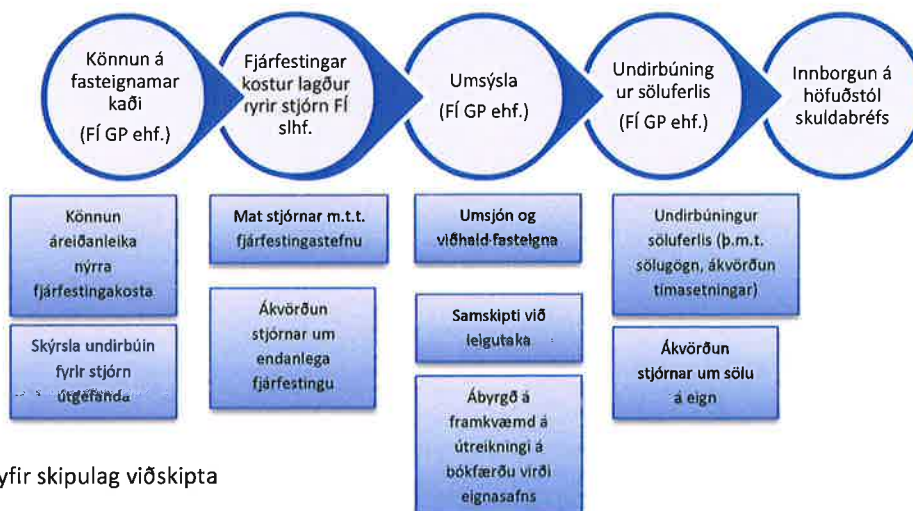 Könnun á
fasteignamar
kaði
(FÍ GP ehf.)
Fjárfestingar
kostur lagður
fyrir stjórn FÍ
slhf.
Umsýsla
(FÍ GP ehf.)
Undirbúning
ur söluferlis
(FÍ GP ehf.)
Innborgun á
höfuðstól
skuldabréfs
Könnun
áreiðanleika
nýrra
fjárfestingakosta
Skýrsla undirbúin
fyrir stjórn
útgefanda
Mat stjórnar m.t.t.
fjárfestingastefnu
Ákvörðun
stjórnar um
endanlega
fjárfestingu
Umsjón og
viðhald fasteigna
Samskipti við
leigutaka
Ábyrgð á
framkvæmd á
útreikningi á
bókfærðu virði
eignasafns
Undirbúningur
söluferlis (þ.m.t.
sölugögn, ákvörðun
tímasetningar)
Ákvörðun
stjórnar um sölu
á eign
yfir skipulag viðskipta